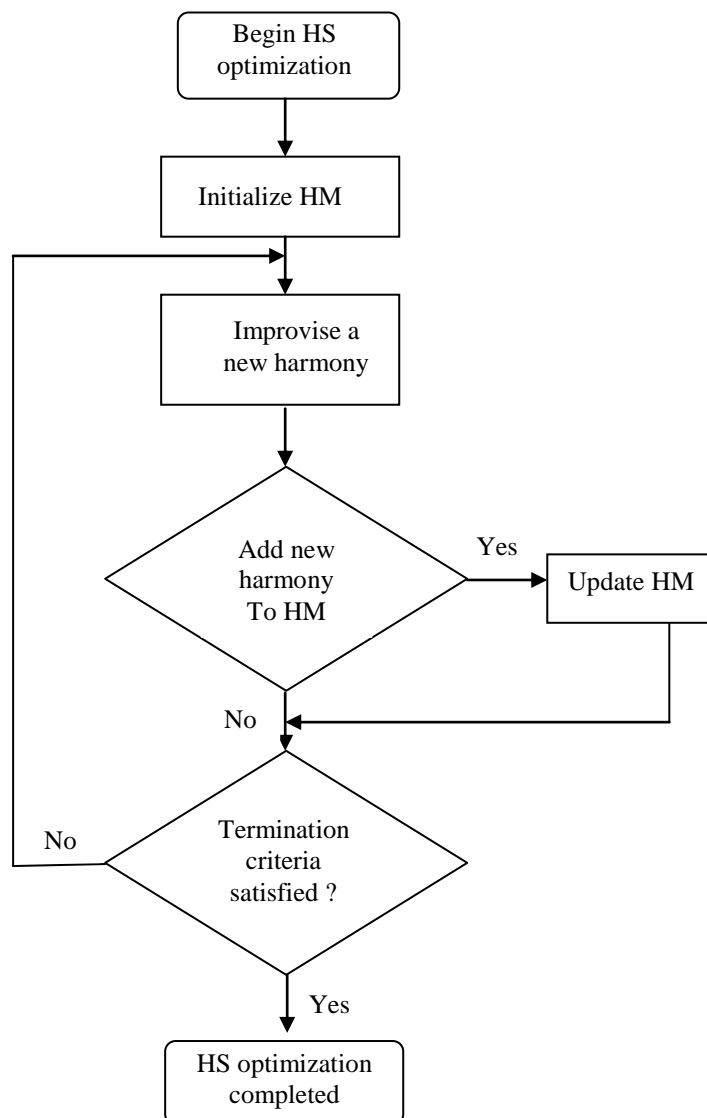 Begin HS
optimization
Initialize HM
Improvise a
new harmony
Add new
harmony
To HM
Yes
Update HM
No
Termination
criteria
satisfied ?
No
Yes
HS optimization
completed